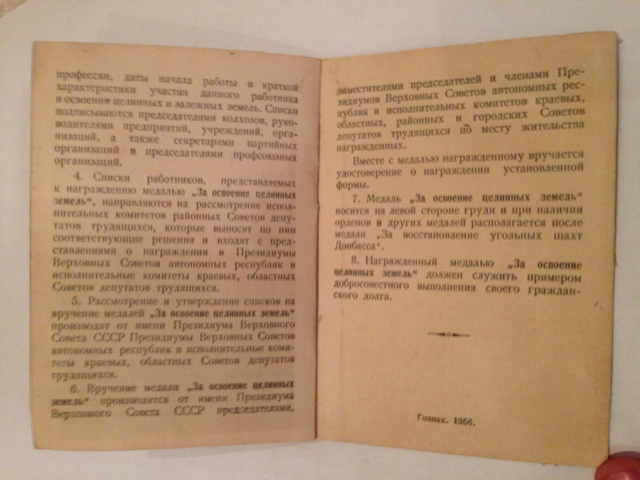 профессии, даты начала работы и краткой
характеристики участия данного работника
в освоении целинных и залежных земель. Списки
подписываются председателями колхозов, руко-
водителями предприятий, учреждений, орга-
низаций, а также секретарями партийных
организаций и председателями профсоюзных
организаций.
4. Списки работников, представляемых
к награждению медалью „За освоение целинных
земель“, направляются на рассмотрение испол-
нительных комитетов районных Советов депу-
татов трудящихся, которые выносят по ним
соответствующие решения и входят с пред-
ставлениями о награждении в Президиумы
Верховных Советов автономных республик и
исполнительные комитеты краевых, областных
Советов депутатов трудящихся.
5. Рассмотрение и утверждение списков на
вручение медалей „За освоение целинных земель“
производят от имени Президиума Верховного
Совета СССР Президиумы Верховных Советов
автономных республик и исполнительные коми-
теты краевых, областных Советов депутатов
трудящихся.
6. Вручение медали „За освоение целинных
земель“ производится от имени Президиума
Верховного Совета СССР председателями,
заместителями председателей и членами Пре-
зидиумов Верховных Советов автономных рес-
публик и исполнительных комитетов краевых,
областных, районных и городских Советов
депутатов трудящихся по месту жительства
награжденных.
Вместе с медалью награжденному вручается
удостоверение о награждении установленной
формы.
7. Медаль „За освоение целинных земель“
носится на левой стороне груди и при наличии
орденов и других медалей располагается после
медали „За восстановление угольных шахт
Донбасса“.
8. Награжденный медалью „За освоение
целинных земель“ должен служить примером
добросовестного выполнения своего граждан-
ского долга.
Гознак. 1956.